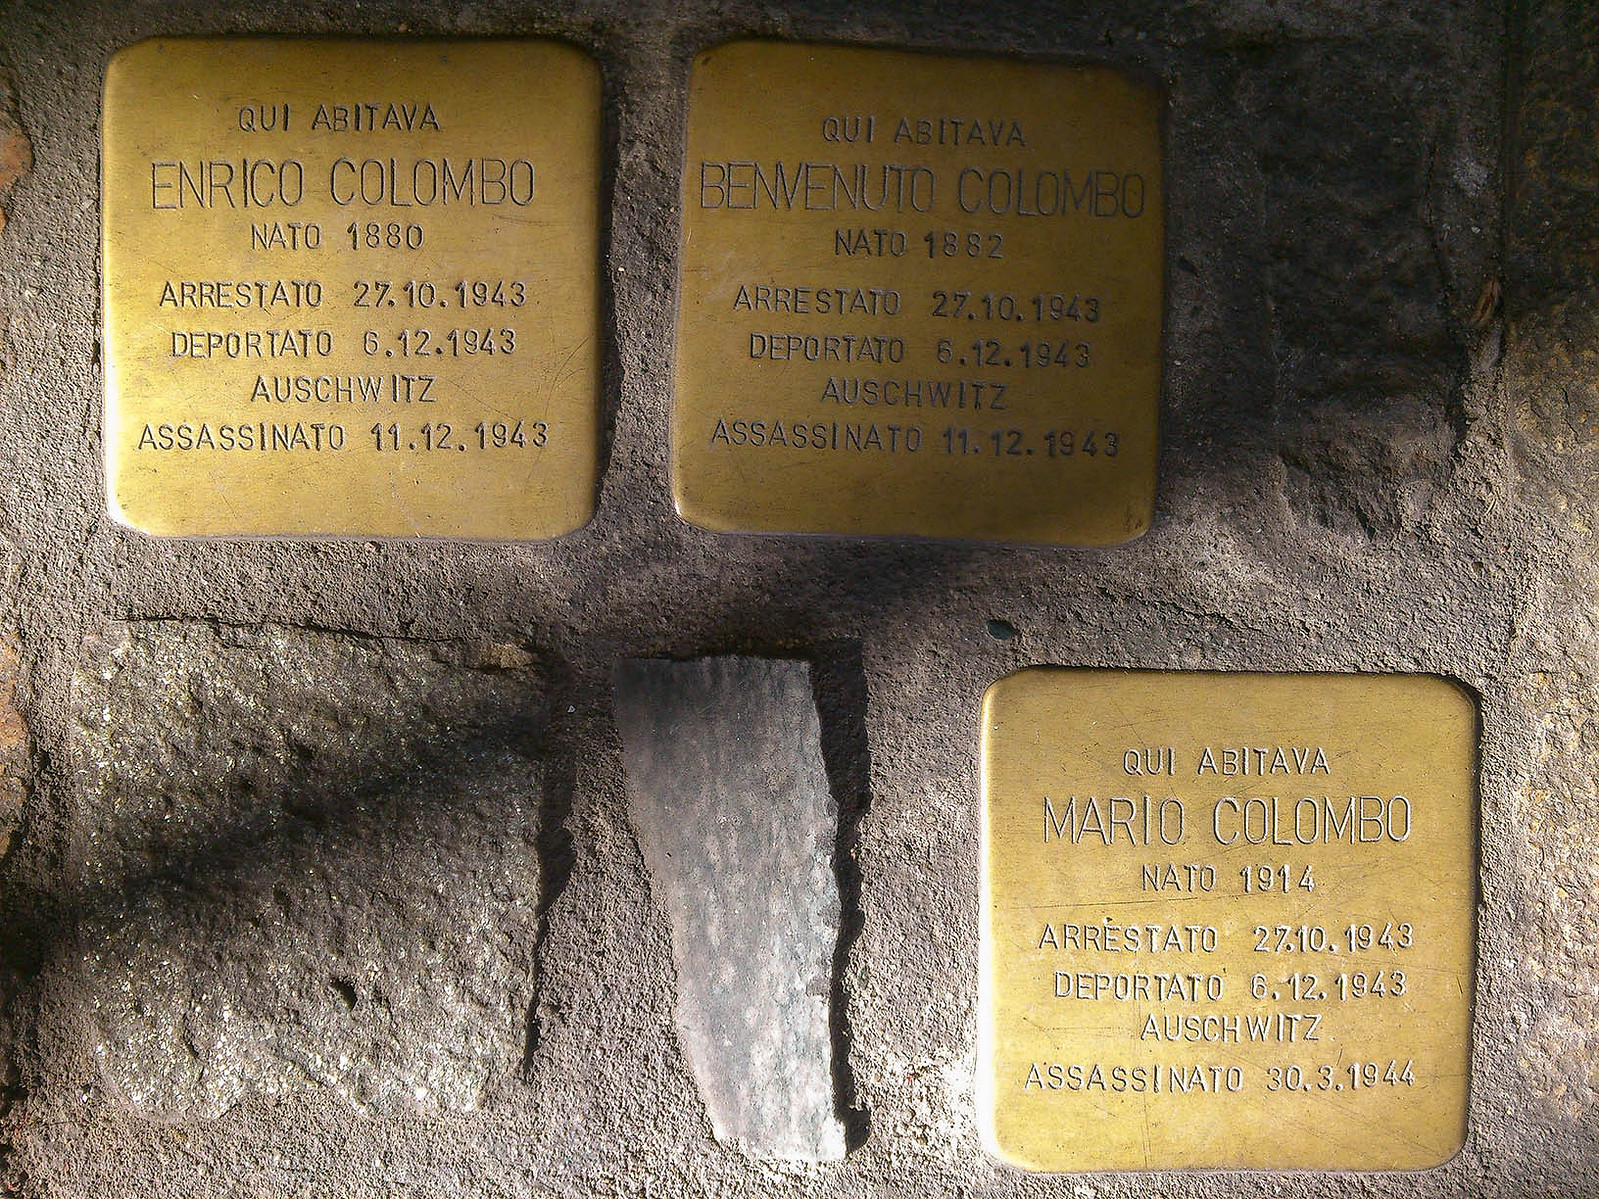 QUI ABITAVA
ENRICO COLOMBO
NATO 1880
ARRESTATO 27.10.1943
DEPORTATO 6.12.1943
AUSCHWITZ
ASSASSINATO 11.12.1943
QUI ABITAVA
BENVENUTO COLOMBO
NATO 1882
ARRESTATO 27.10.1943
DEPORTATO 6.12.1943
AUSCHWITZ
ASSASSINATO 11.12.1943
QUI ABITAVA
MARIO COLOMBO
NATO 1914
ARRESTATO 27.10.1943
DEPORTATO 6.12.1943
AUSCHWITZ
ASSASSINATO 30.3.1944